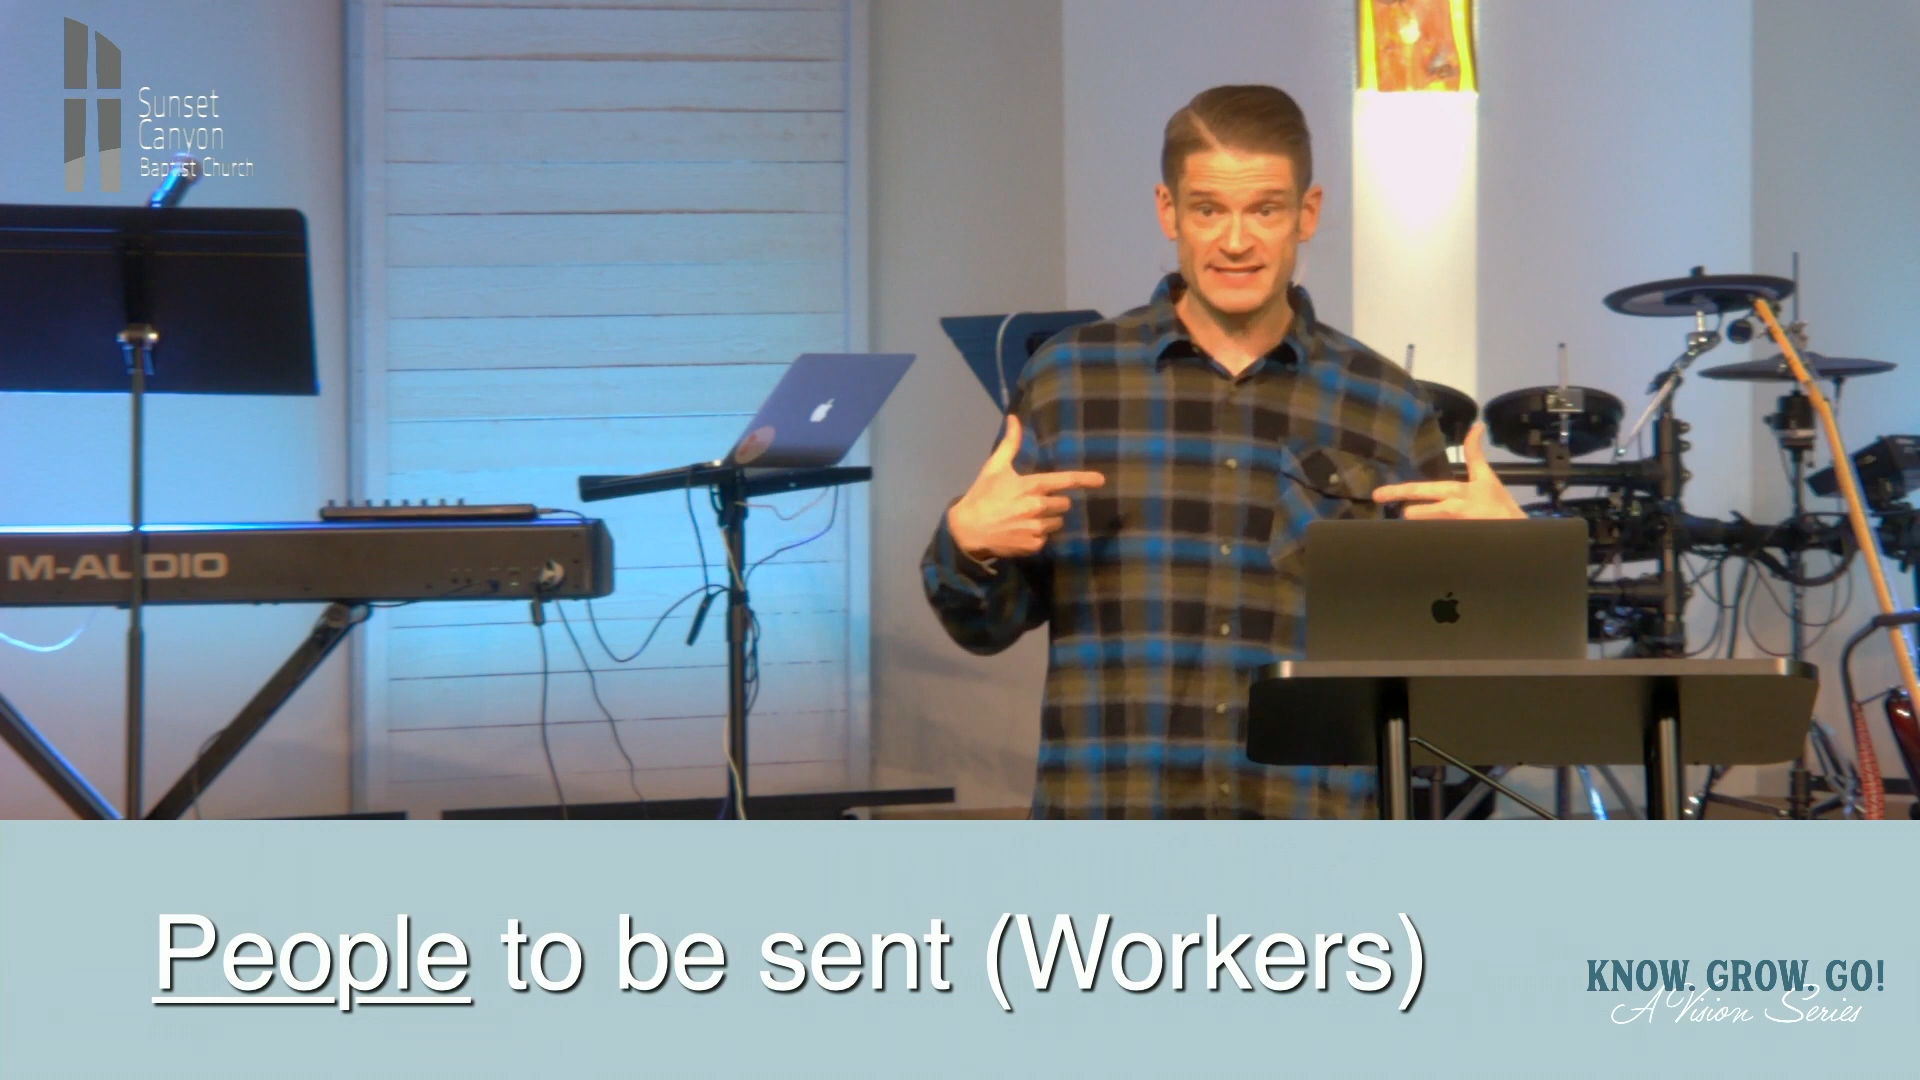 Sunset
Canyon
Baptist Church
M-AUDIO
People to be sent (Workers)
KNOW. GROW. GO!
A Vision Series